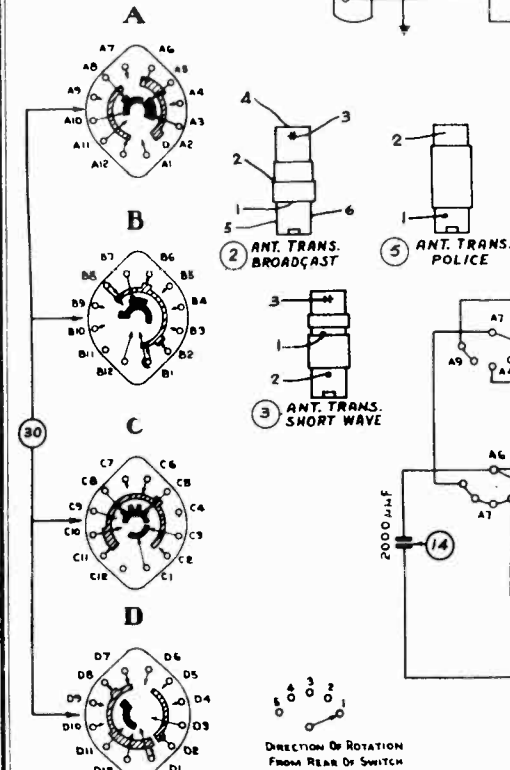 A
A7 A6
A8 A5
A9 A4
A10 A3
A11 A2
A12 D A1
B
B7 B6
B8 B5
B9 B4
B10 B3
B11 B2
B12 B1
30
C
C7 C6
C8 C5
C9 C4
C10 C3
C11 C2
C12 C1
D
D7 D6
D8 D5
D9 D4
D10 D3
D11 D2
D12 D1
4
3
2
1
5 6
2 ANT. TRANS.
BROADCAST
2
1
5 ANT. TRANS.
POLICE
3
1
2
3 ANT. TRANS.
SHORT WAVE
A7
A9
A6
A7
2000µµF
14
5 4 3 2 1
DIRECTION OF ROTATION
FROM REAR OF SWITCH